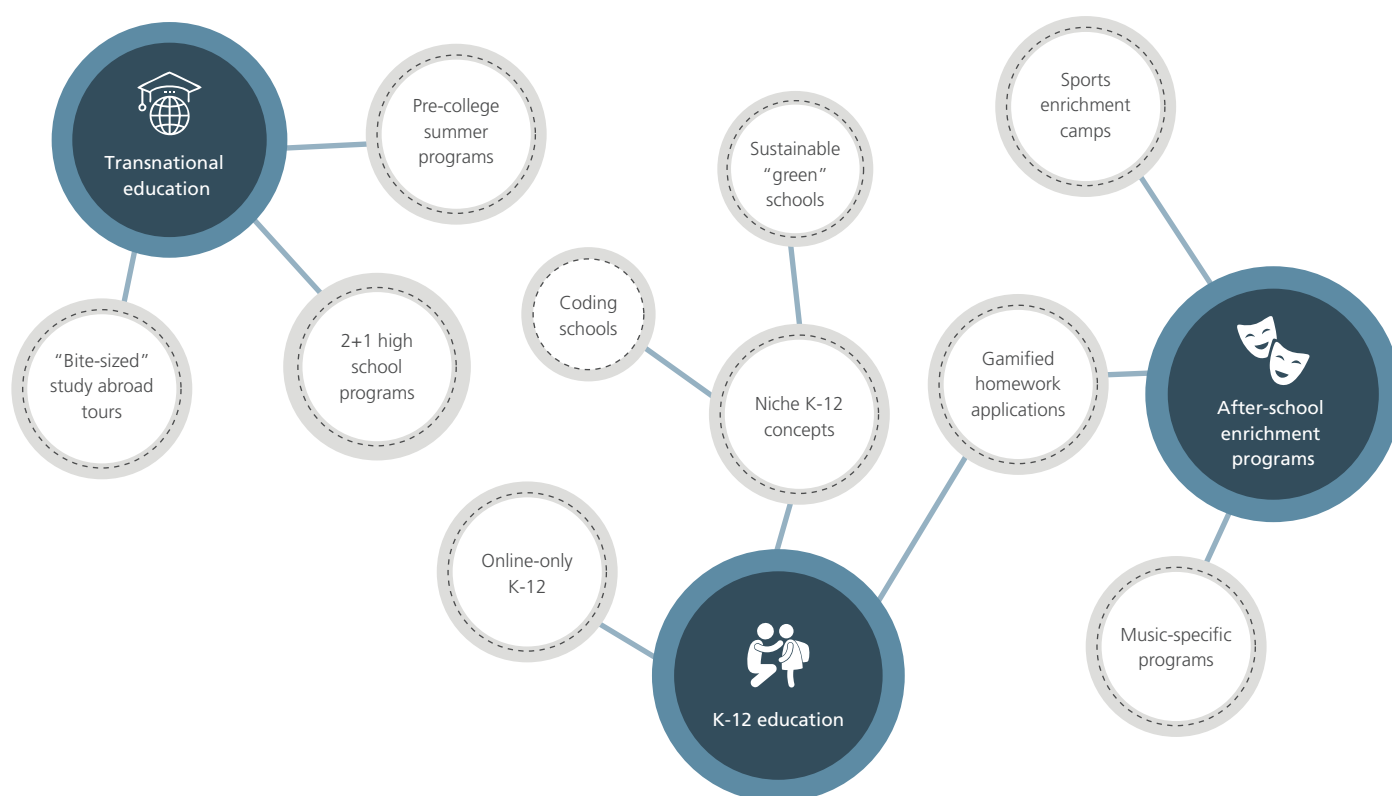 Transnational
education
Pre-college
summer
programs
"Bite-sized"
study abroad
tours
2+1 high
school
programs
Sustainable
“green”
schools
Coding
schools
Niche K-12
concepts
Online-only
K-12
K-12 education
Sports
enrichment
camps
Gamified
homework
applications
After-school
enrichment
programs
Music-specific
programs